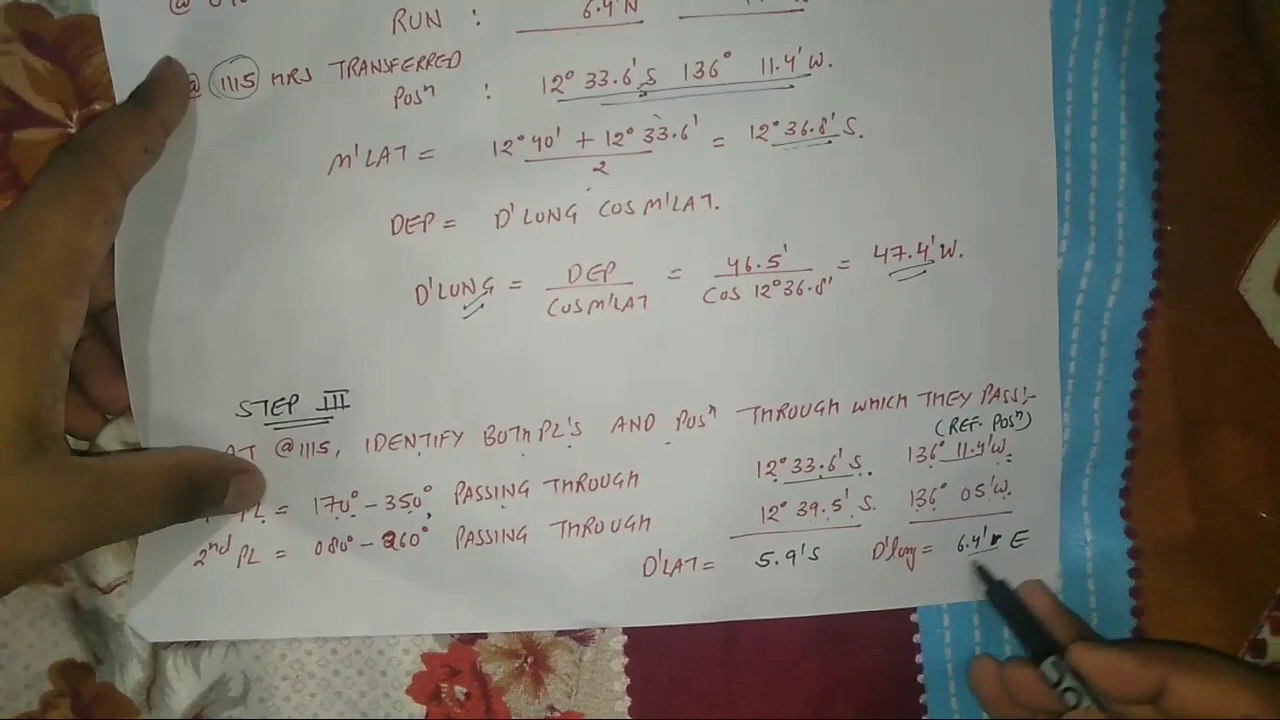 RUN : 6.4'N
@ 1115 HRS TRANSFERRED
POSⁿ : 12° 33.6' S 136° 11.4' W.
M'LAT = 12°40' + 12° 33.6' / 2 = 12° 36.8' S.
DEP = D'LONG COS M'LAT.
D'LONG = DEP / COS M'LAT = 46.5' / COS 12°36.8' = 47.4' W.
STEP III
AT @1115, IDENTIFY BOTH PL'S AND POSⁿ THROUGH WHICH THEY PASS:-
(REF. POSⁿ)
PL = 170° - 350°, PASSING THROUGH 12° 33.6' S. 136° 11.4' W.
2nd PL = 080° - 260° PASSING THROUGH 12° 39.5' S. 136° 05' W.
D'LAT = 5.9' S D'long = 6.4' E